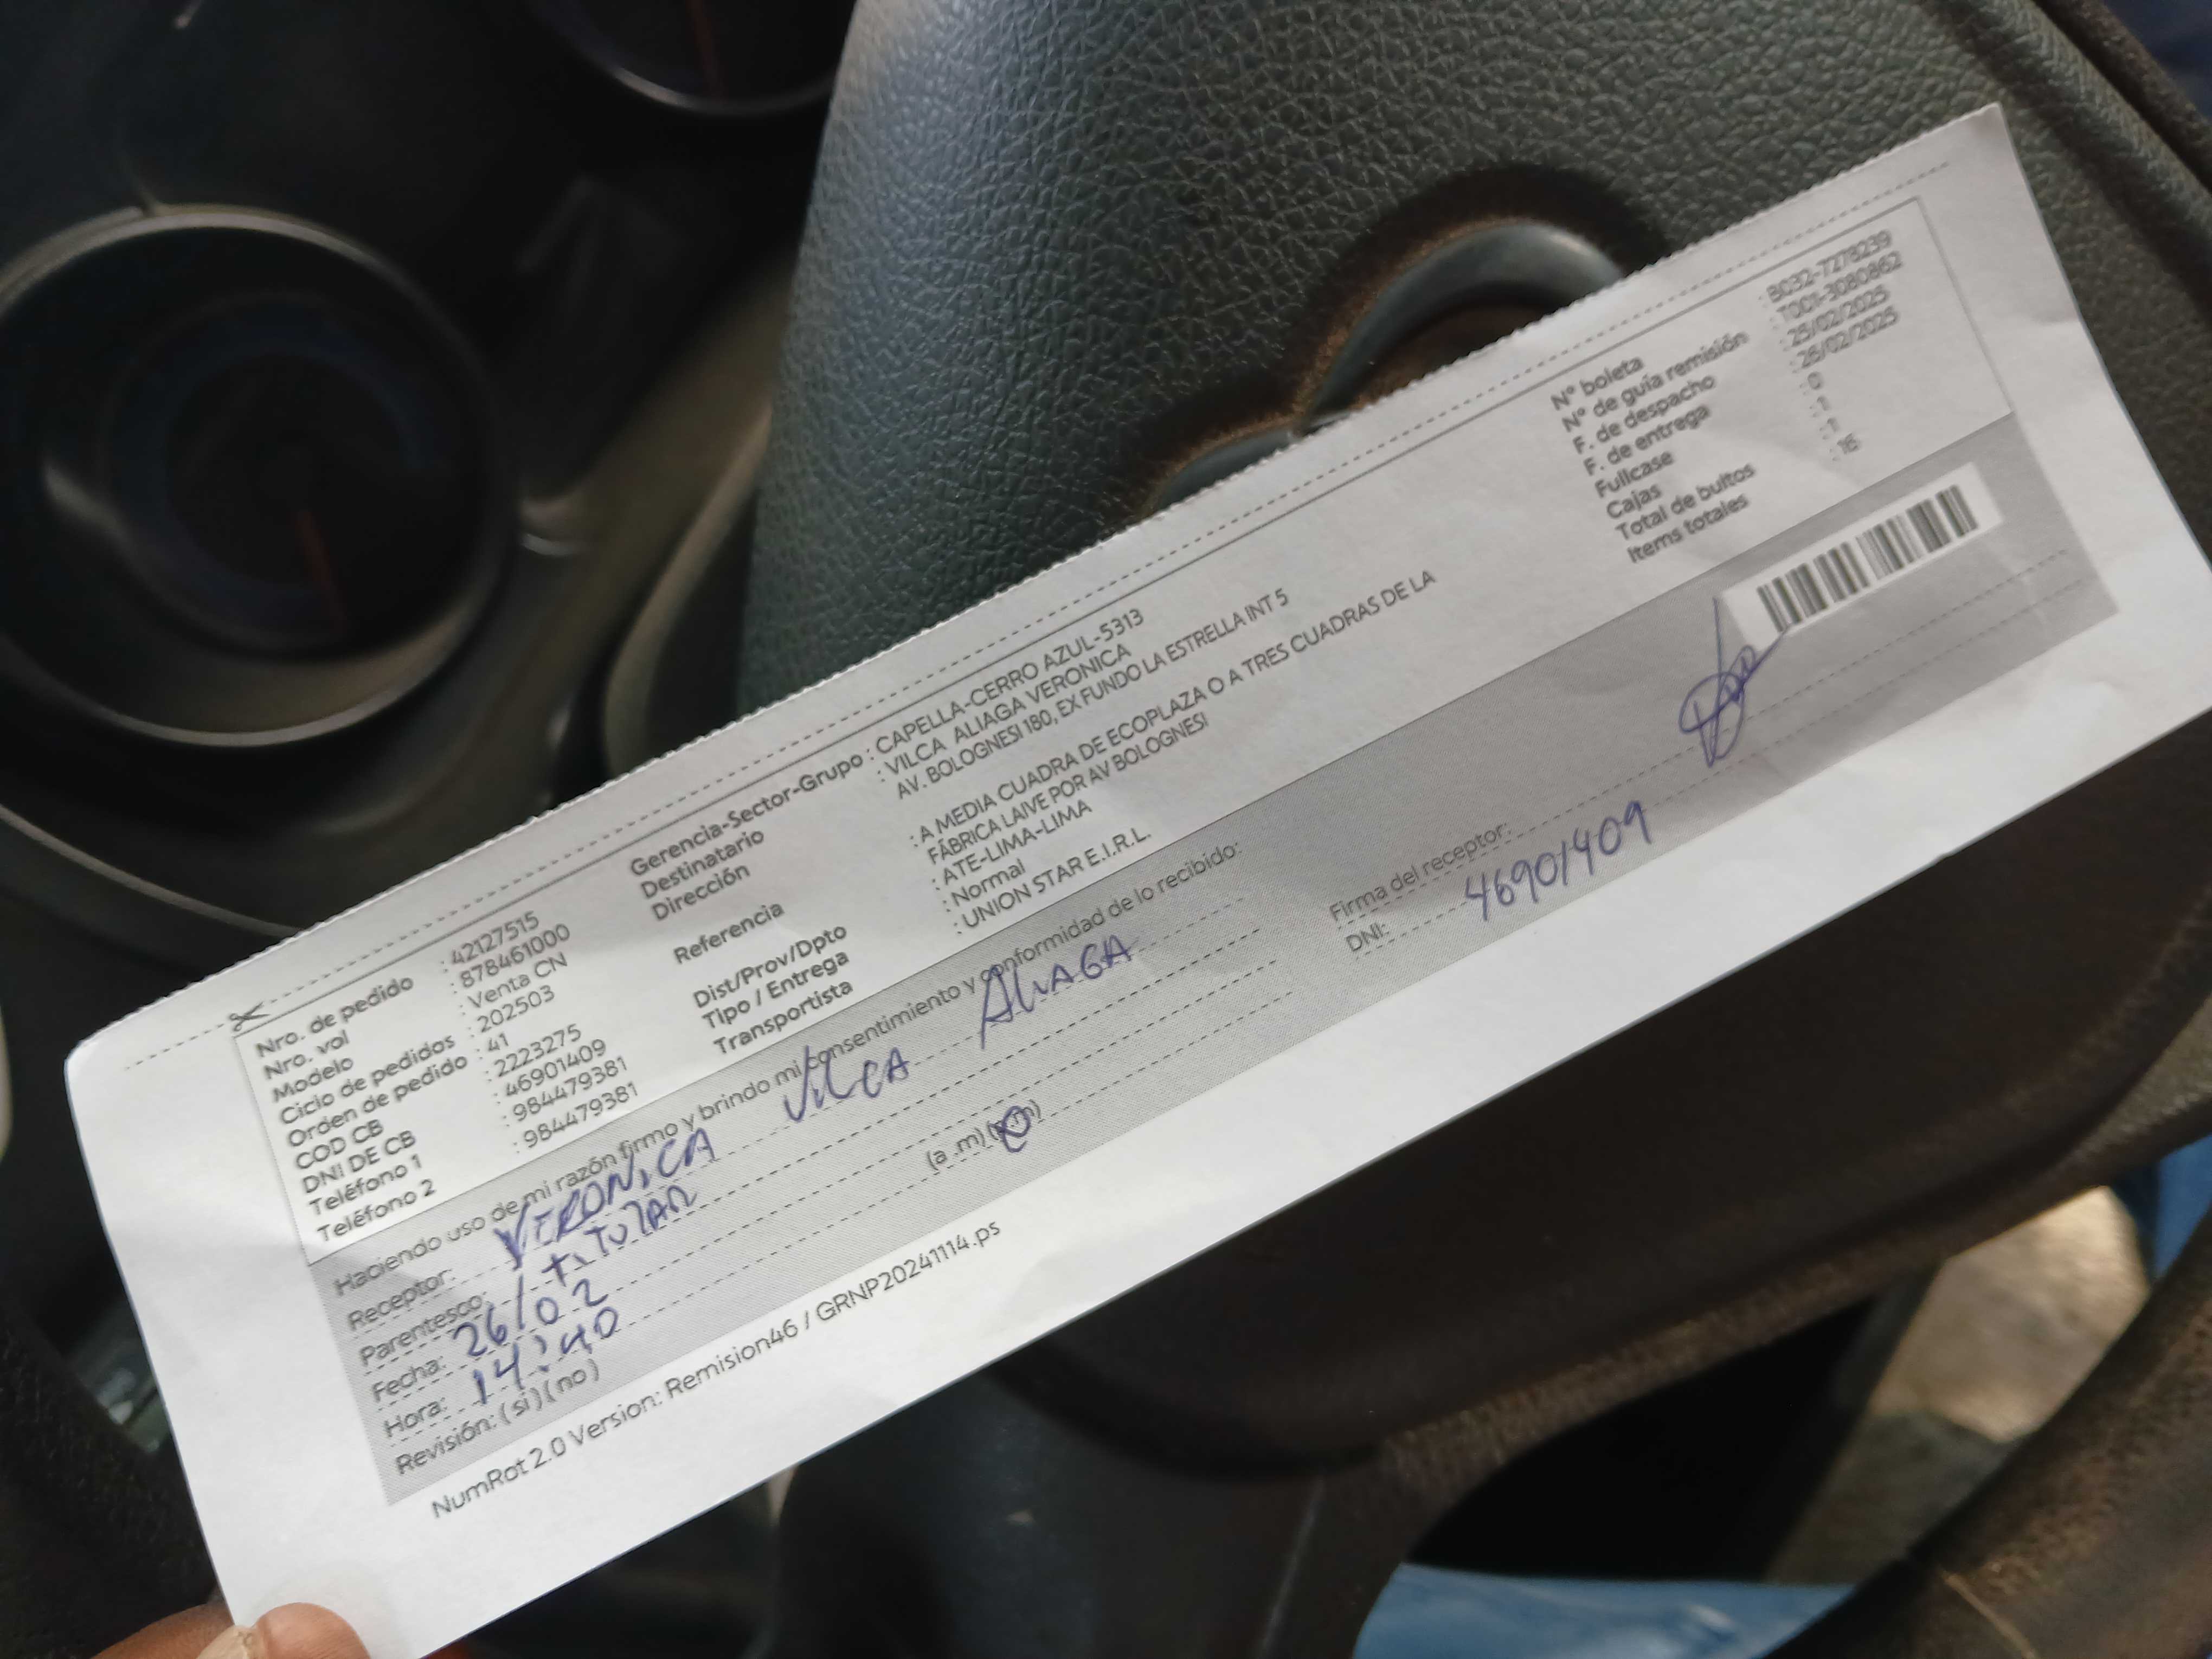 Nro. de pedido : 42127515
Nro. vol : 878461000
Modelo : Venta CN
Ciclo de pedidos : 202503
Orden de pedido : 41
COD CB : 2223275
DNI DE CB : 46901409
Teléfono 1 : 984479381
Teléfono 2 : 984479381
Gerencia-Sector-Grupo : CAPELLA-CERRO AZUL-5313
Destinatario : VILCA ALIAGA VERONICA
Dirección AV. BOLOGNESI 180, EX FUNDO LA ESTRELLA INT 5
Referencia : A MEDIA CUADRA DE ECOPLAZA O A TRES CUADRAS DE LA
FÁBRICA LAIVE POR AV BOLOGNESI
Dist/Prov/Dpto : ATE-LIMA-LIMA
Tipo / Entrega : Normal
Transportista : UNION STAR E.I.R.L.
N° boleta : B032-7278239
N° de guía remisión : T001-3080862
F. de despacho : 25/02/2025
F. de entrega : 26/02/2025
Fullcase : 0
Cajas : 1
Total de bultos : 1
Items totales : 16
Haciendo uso de mi razón firmo y brindo mi consentimiento y conformidad de lo recibido:
Receptor: VERONICA VILCA ALIAGA
Parentesco: TITULAR
Fecha: 26/02
Hora: 14:40 (a.m) (p.m)
Revisión: (si) (no)
Firma del receptor:
DNI: 46901409
NumRot 2.0 Version: Remision46 / GRNP20241114.ps